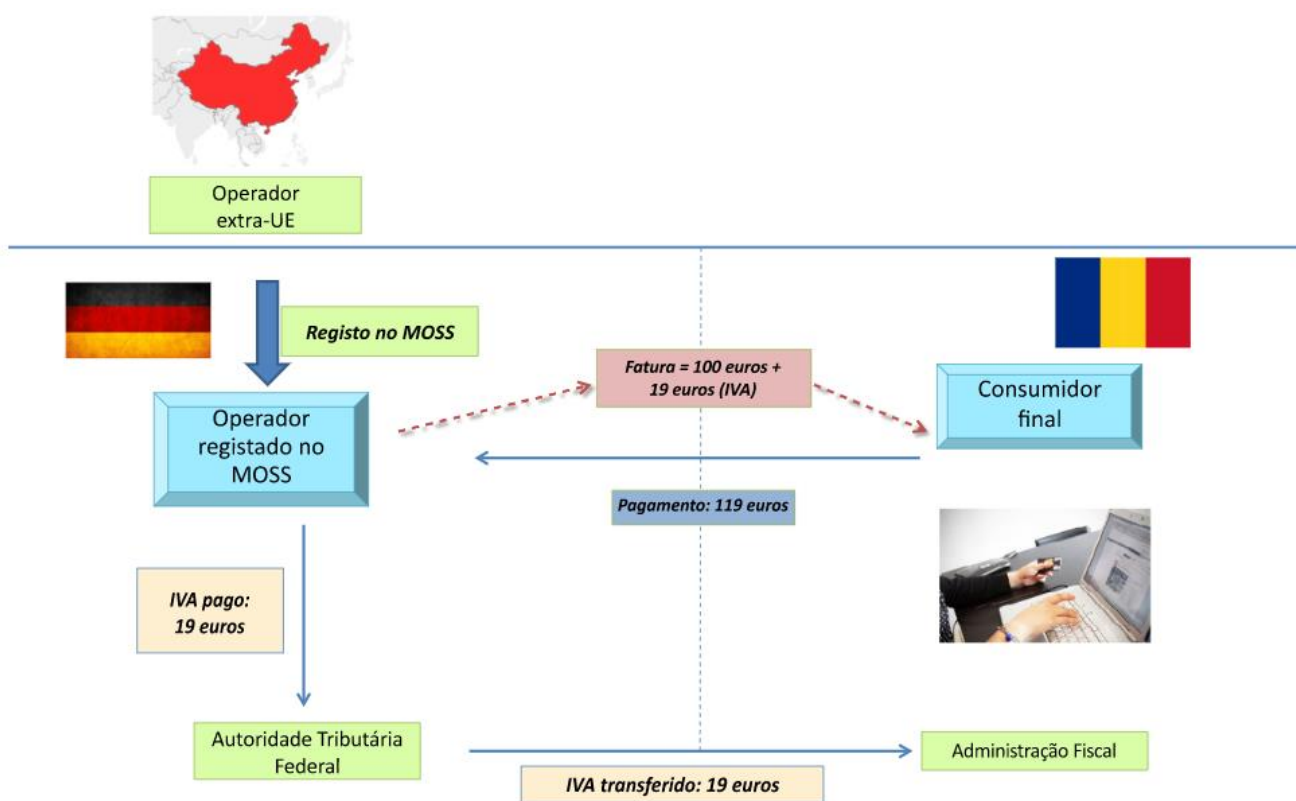 Operador
extra-UE
Registo no MOSS
Fatura = 100 euros +
19 euros (IVA)
Operador
registado no
MOSS
Consumidor
final
Pagamento: 119 euros
IVA pago:
19 euros
Autoridade Tributária
Federal
IVA transferido: 19 euros
Administração Fiscal